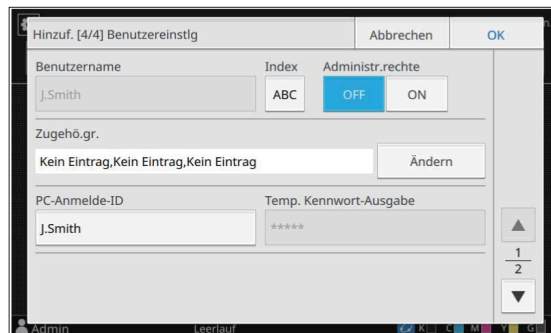 Hinzuf. [4/4] Benutzereinstlg
Abbrechen
OK
Benutzername
Index
Administr.rechte
J.Smith
ABC
OFF
ON
Zugehö.gr.
Kein Eintrag,Kein Eintrag,Kein Eintrag
Ändern
PC-Anmelde-ID
Temp. Kennwort-Ausgabe
J.Smith
*****
1
2
Admin
Leerlauf
K
C
M
Y
G